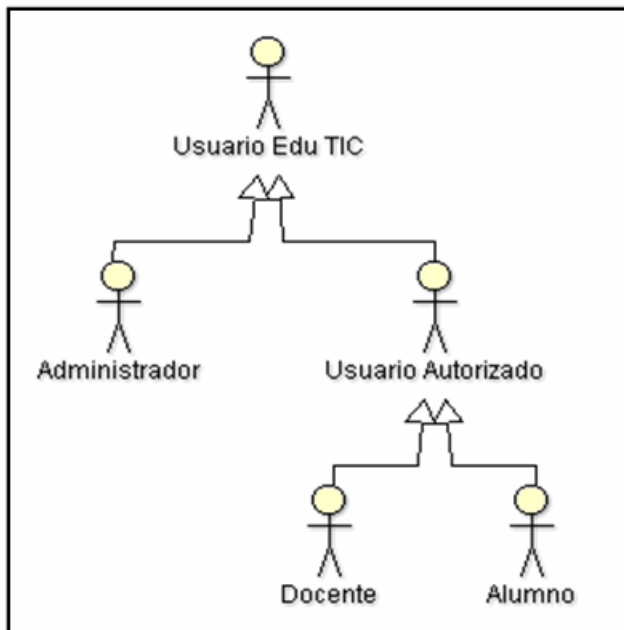 Usuario Edu TIC
Administrador
Usuario Autorizado
Docente
Alumno